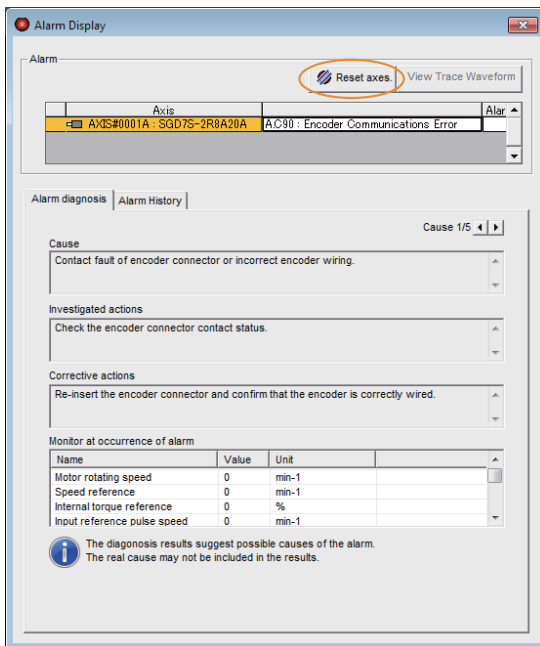 Alarm Display
Alarm
Reset axes.
View Trace Waveform
Axis
Alar
AXIS#0001A : SGD7S-2R8A20A
A.C90 : Encoder Communications Error
Alarm diagnosis
Alarm History
Cause 1/5
Cause
Contact fault of encoder connector or incorrect encoder wiring.
Investigated actions
Check the encoder connector contact status.
Corrective actions
Re-insert the encoder connector and confirm that the encoder is correctly wired.
Monitor at occurrence of alarm
Name Value Unit
Motor rotating speed 0 min-1
Speed reference 0 min-1
Internal torque reference 0 %
Input reference pulse speed 0 min-1
The diagonosis results suggest possible causes of the alarm.
The real cause may not be included in the results.